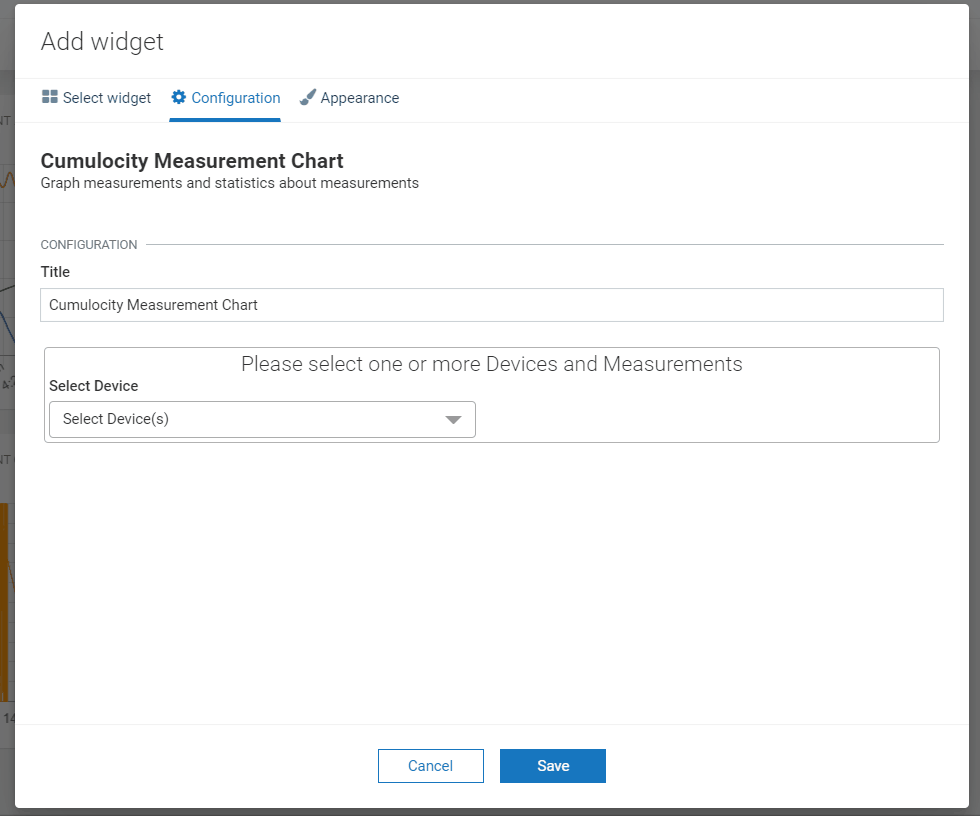 Add widget
Select widget Configuration Appearance
Cumulocity Measurement Chart
Graph measurements and statistics about measurements
CONFIGURATION
Title
Cumulocity Measurement Chart
Please select one or more Devices and Measurements
Select Device
Select Device(s)
Cancel Save